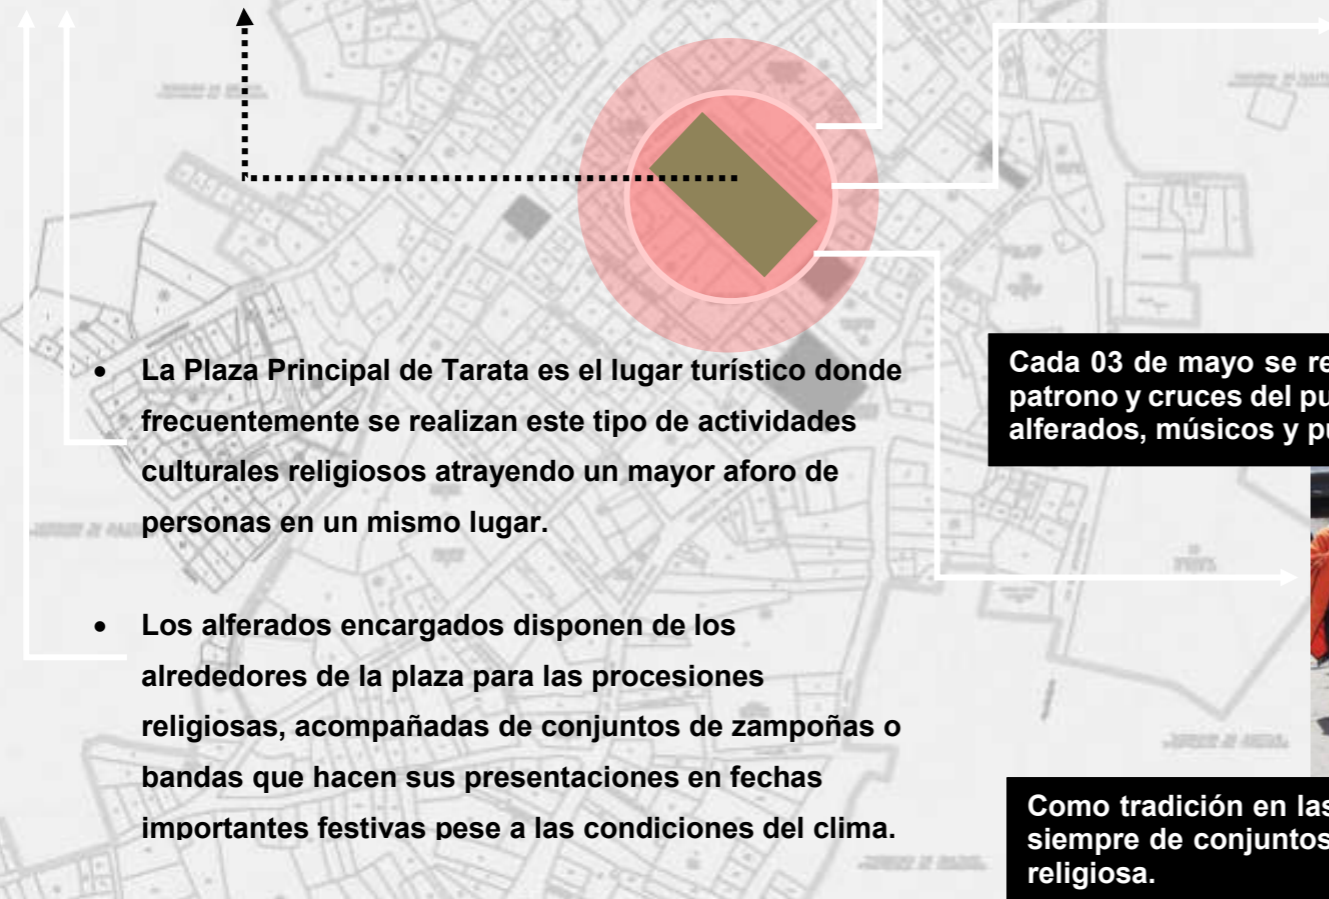 • La Plaza Principal de Tarata es el lugar turístico donde
frecuentemente se realizan este tipo de actividades
culturales religiosos atrayendo un mayor aforo de
personas en un mismo lugar.
• Los alferados encargados disponen de los
alrededores de la plaza para las procesiones
religiosas, acompañadas de conjuntos de zampoñas o
bandas que hacen sus presentaciones en fechas
importantes festivas pese a las condiciones del clima.
Cada 03 de mayo se re
patrono y cruces del pu
alferados, músicos y pu
Como tradición en las
siempre de conjuntos
religiosa.